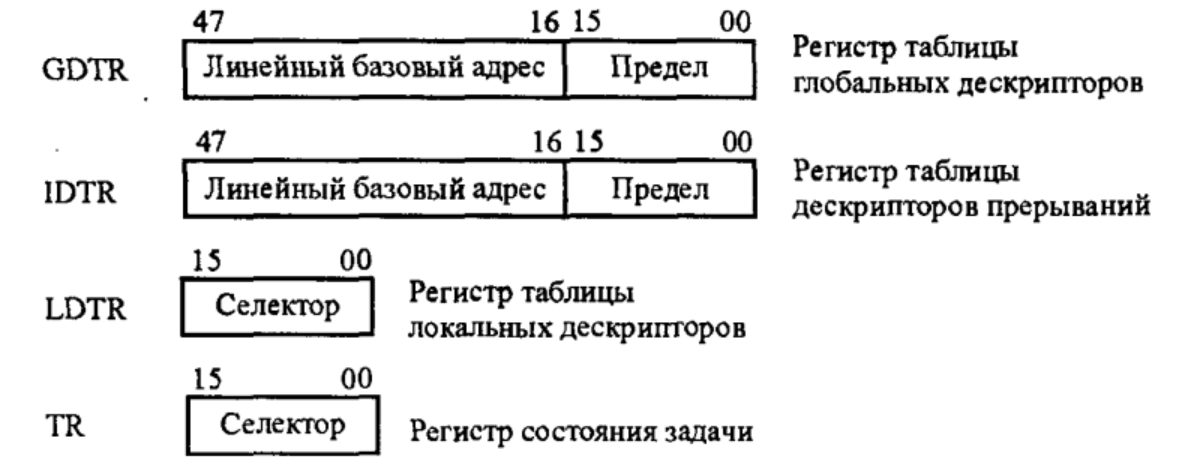 47 16 15 00
GDTR Линейный базовый адрес Предел Регистр таблицы
глобальных дескрипторов
47 16 15 00
IDTR Линейный базовый адрес Предел Регистр таблицы
дескрипторов прерываний
15 00
LDTR Селектор Регистр таблицы
локальных дескрипторов
15 00
TR Селектор Регистр состояния задачи